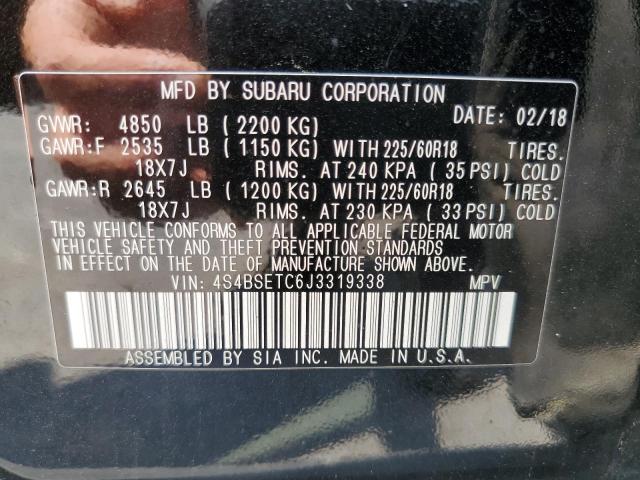 MFD BY SUBARU CORPORATION
DATE: 02/18
GVWR: 4850 LB ( 2200 KG)
GAWR:F 2535 LB ( 1150 KG) WITH 225/60R18 TIRES.
18X7J RIMS. AT 240 KPA ( 35 PSI) COLD
GAWR:R 2645 LB ( 1200 KG) WITH 225/60R18 TIRES.
18X7J RIMS. AT 230 KPA ( 33 PSI) COLD
THIS VEHICLE CONFORMS TO ALL APPLICABLE FEDERAL MOTOR
VEHICLE SAFETY AND THEFT PREVENTION STANDARDS
IN EFFECT ON THE DATE OF MANUFACTURE SHOWN ABOVE.
VIN: 4S4BSETC6J3319338 MPV
ASSEMBLED BY SIA INC. MADE IN U.S.A.